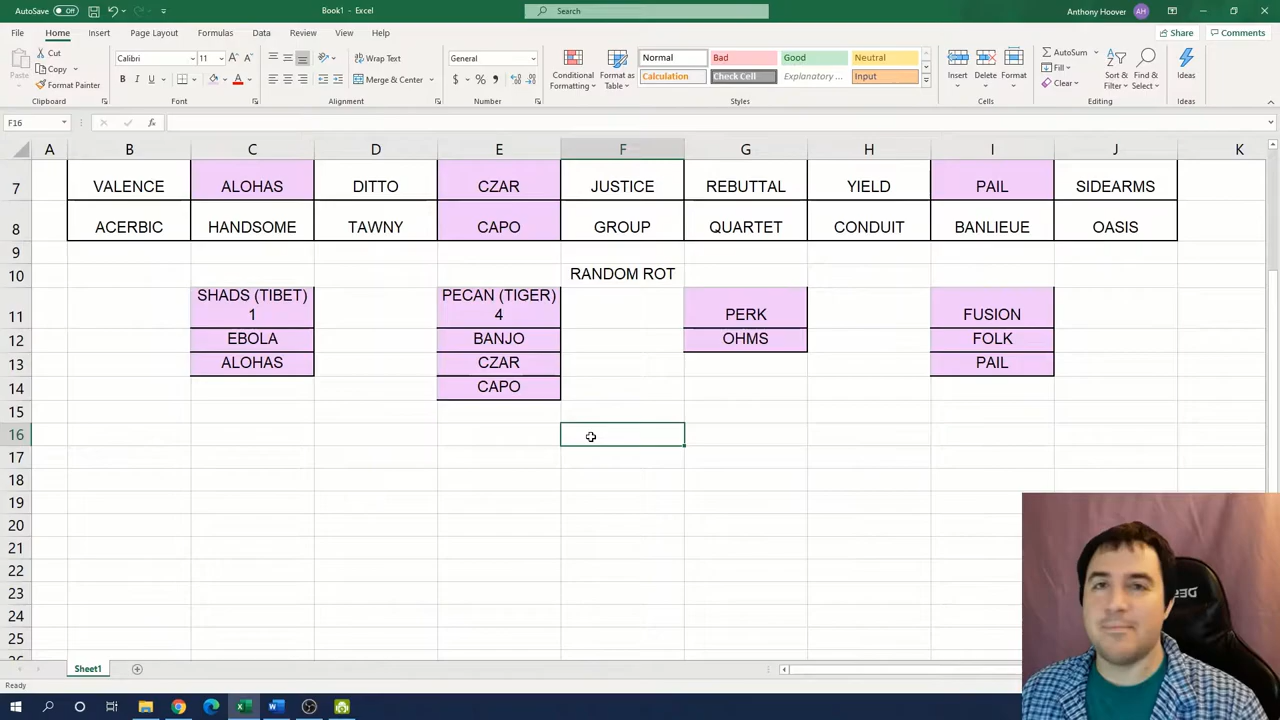 AutoSave Off Book1 - Excel Search Anthony Hoover AH
File Home Insert Page Layout Formulas Data Review View Help Share Comments
Cut
Copy
Format Painter
Paste
Clipboard
Calibri 11
B I U
Font
Wrap Text
Merge & Center
Alignment
General
$ % ,
Number
Conditional Formatting
Format as Table
Normal Bad Good Neutral
Calculation Check Cell Explanatory ... Input
Styles
Insert Delete Format
Cells
AutoSum
Fill
Clear
Sort & Filter
Find & Select
Editing
Ideas
Ideas
F16 fx
A B C D E F G H I J K
7 VALENCE ALOHAS DITTO CZAR JUSTICE REBUTTAL YIELD PAIL SIDEARMS
8 ACERBIC HANDSOME TAWNY CAPO GROUP QUARTET CONDUIT BANLIEUE OASIS
9
10 RANDOM ROT
11 SHADS (TIBET) 1 PECAN (TIGER) 4 PERK FUSION
12 EBOLA BANJO OHMS FOLK
13 ALOHAS CZAR PAIL
14 CAPO
15
16
17
18
19
20
21
22
23
24
25
Sheet1
Ready